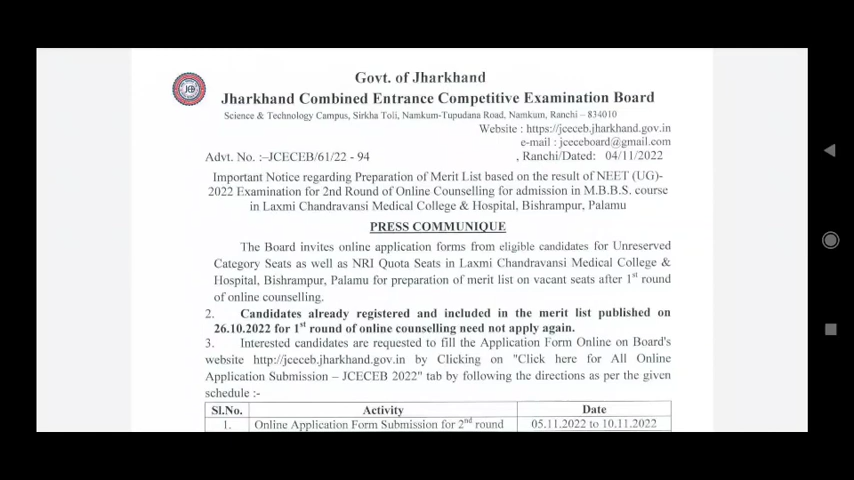 Govt. of Jharkhand
Jharkhand Combined Entrance Competitive Examination Board
Science & Technology Campus, Sirkha Toli, Namkum-Tupudana Road, Namkum, Ranchi – 834010
Website : https://jceceb.jharkhand.gov.in
e-mail : jceceboard@gmail.com
Advt. No. :–JCECEB/61/22 - 94 , Ranchi/Dated: 04/11/2022
Important Notice regarding Preparation of Merit List based on the result of NEET (UG)-
2022 Examination for 2nd Round of Online Counselling for admission in M.B.B.S. course
in Laxmi Chandravansi Medical College & Hospital, Bishrampur, Palamu
PRESS COMMUNIQUE
The Board invites online application forms from eligible candidates for Unreserved
Category Seats as well as NRI Quota Seats in Laxmi Chandravansi Medical College &
Hospital, Bishrampur, Palamu for preparation of merit list on vacant seats after 1st round
of online counselling.
2. Candidates already registered and included in the merit list published on
26.10.2022 for 1st round of online counselling need not apply again.
3. Interested candidates are requested to fill the Application Form Online on Board's
website http://jceceb.jharkhand.gov.in by Clicking on "Click here for All Online
Application Submission – JCECEB 2022" tab by following the directions as per the given
schedule :-
Sl.No. Activity Date
1. Online Application Form Submission for 2nd round 05.11.2022 to 10.11.2022